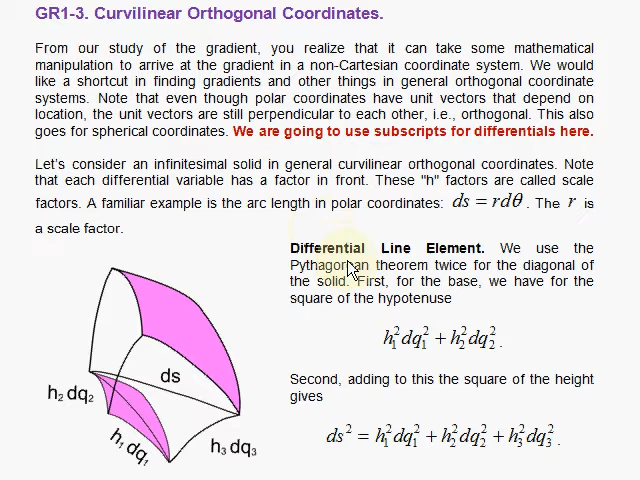 GR1-3. Curvilinear Orthogonal Coordinates.
From our study of the gradient, you realize that it can take some mathematical
manipulation to arrive at the gradient in a non-Cartesian coordinate system. We would
like a shortcut in finding gradients and other things in general orthogonal coordinate
systems. Note that even though polar coordinates have unit vectors that depend on
location, the unit vectors are still perpendicular to each other, i.e., orthogonal. This also
goes for spherical coordinates. We are going to use subscripts for differentials here.
Let's consider an infinitesimal solid in general curvilinear orthogonal coordinates. Note
that each differential variable has a factor in front. These "h" factors are called scale
factors. A familiar example is the arc length in polar coordinates: ds = rdθ. The r is
a scale factor.
Differential Line Element. We use the
Pythagorean theorem twice for the diagonal of
the solid. First, for the base, we have for the
square of the hypotenuse
h₁²dq₁² + h₂²dq₂².
Second, adding to this the square of the height
gives
ds² = h₁²dq₁² + h₂²dq₂² + h₃²dq₃².
ds
h₂ dq₂
h₁ dq₁
h₃ dq₃